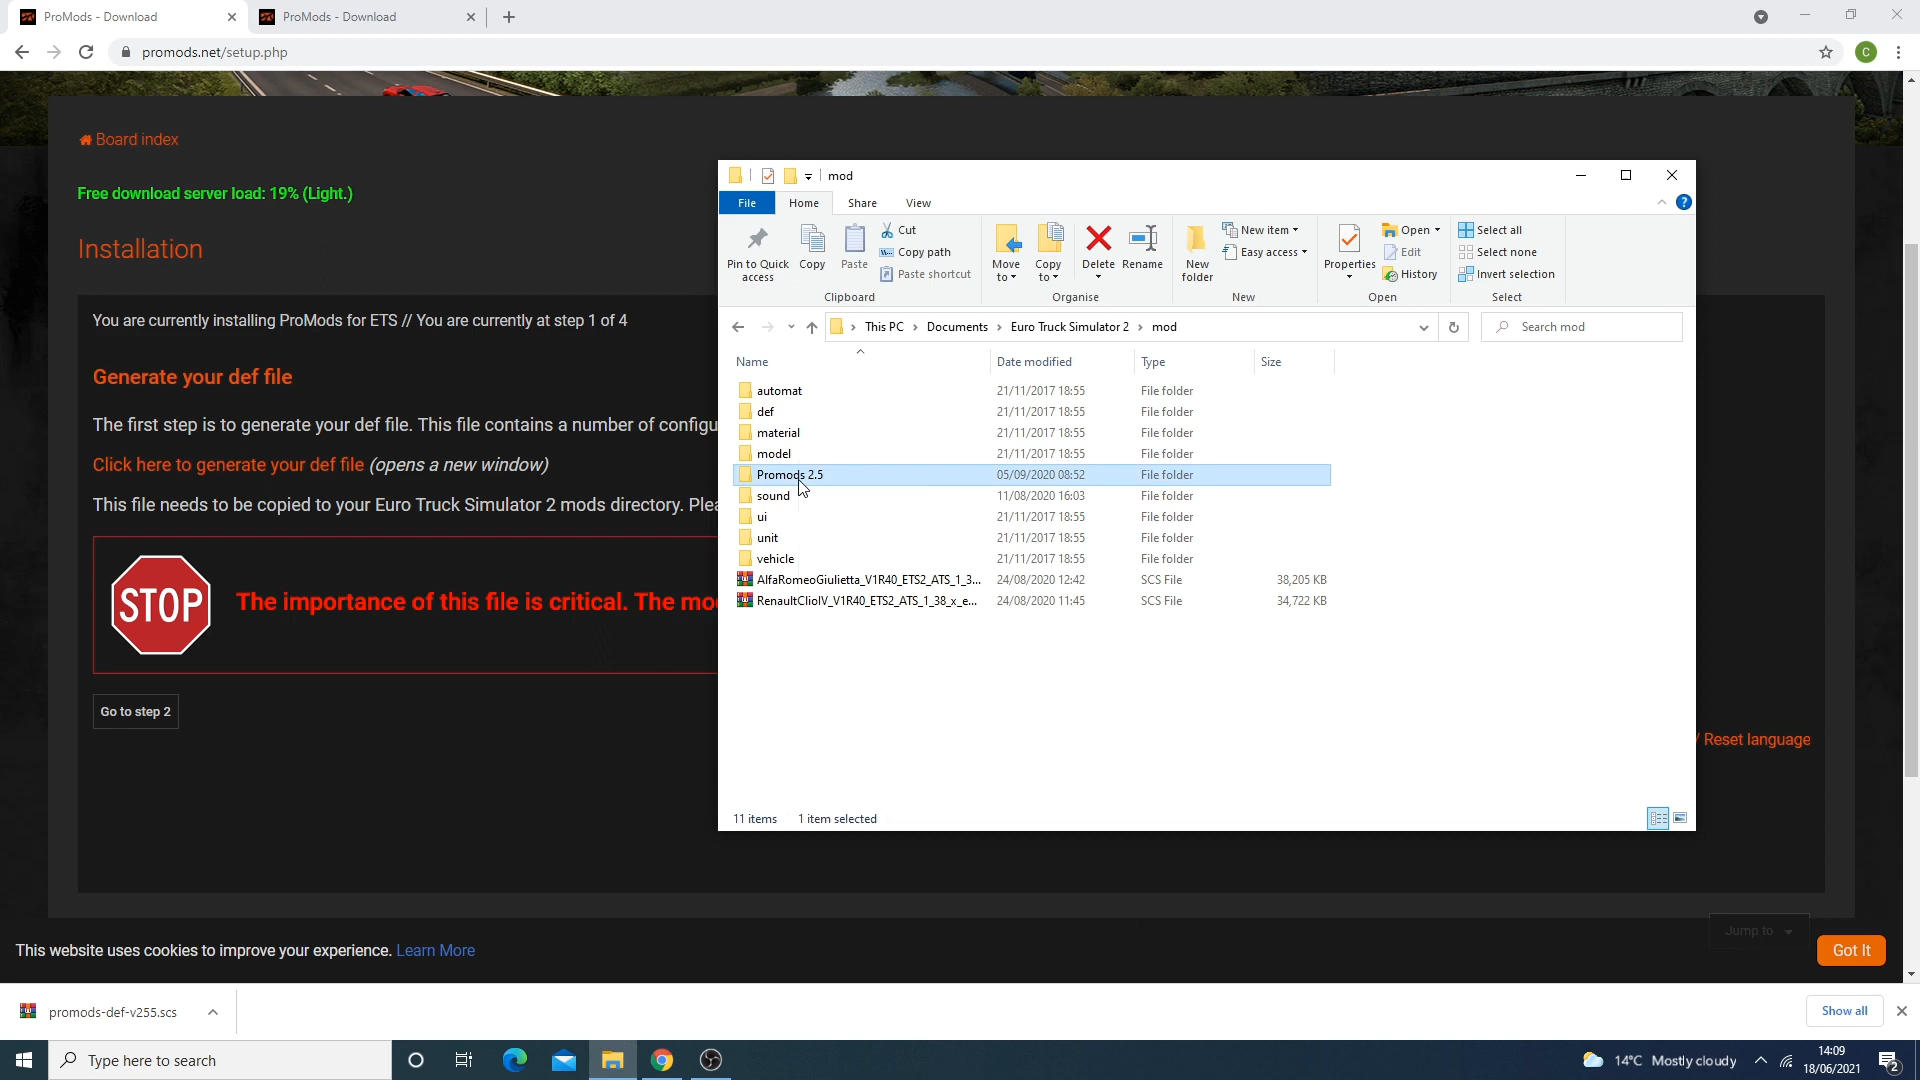 ProMods - Download
ProMods - Download
promods.net/setup.php
C
Board index
Free download server load: 19% (Light.)
Installation
You are currently installing ProMods for ETS // You are currently at step 1 of 4
Generate your def file
The first step is to generate your def file. This file contains a number of configu
Click here to generate your def file (opens a new window)
This file needs to be copied to your Euro Truck Simulator 2 mods directory. Plea
STOP
The importance of this file is critical. The mo
Go to step 2
/ Reset language
Jump to
This website uses cookies to improve your experience. Learn More
Got It
mod
File Home Share View
Pin to Quick access
Copy
Paste
Cut
Copy path
Paste shortcut
Clipboard
Move to
Copy to
Delete
Rename
Organise
New folder
New item
Easy access
New
Properties
Open
Edit
History
Open
Select all
Select none
Invert selection
Select
This PC > Documents > Euro Truck Simulator 2 > mod
Search mod
Name Date modified Type Size
automat 21/11/2017 18:55 File folder
def 21/11/2017 18:55 File folder
material 21/11/2017 18:55 File folder
model 21/11/2017 18:55 File folder
Promods 2.5 05/09/2020 08:52 File folder
sound 11/08/2020 16:03 File folder
ui 21/11/2017 18:55 File folder
unit 21/11/2017 18:55 File folder
vehicle 21/11/2017 18:55 File folder
AlfaRomeoGiulietta_V1R40_ETS2_ATS_1_3... 24/08/2020 12:42 SCS File 38,205 KB
RenaultClioIV_V1R40_ETS2_ATS_1_38_x_e... 24/08/2020 11:45 SCS File 34,722 KB
11 items 1 item selected
promods-def-v255.scs
Show all
Type here to search
14°C Mostly cloudy
14:09
18/06/2021
2